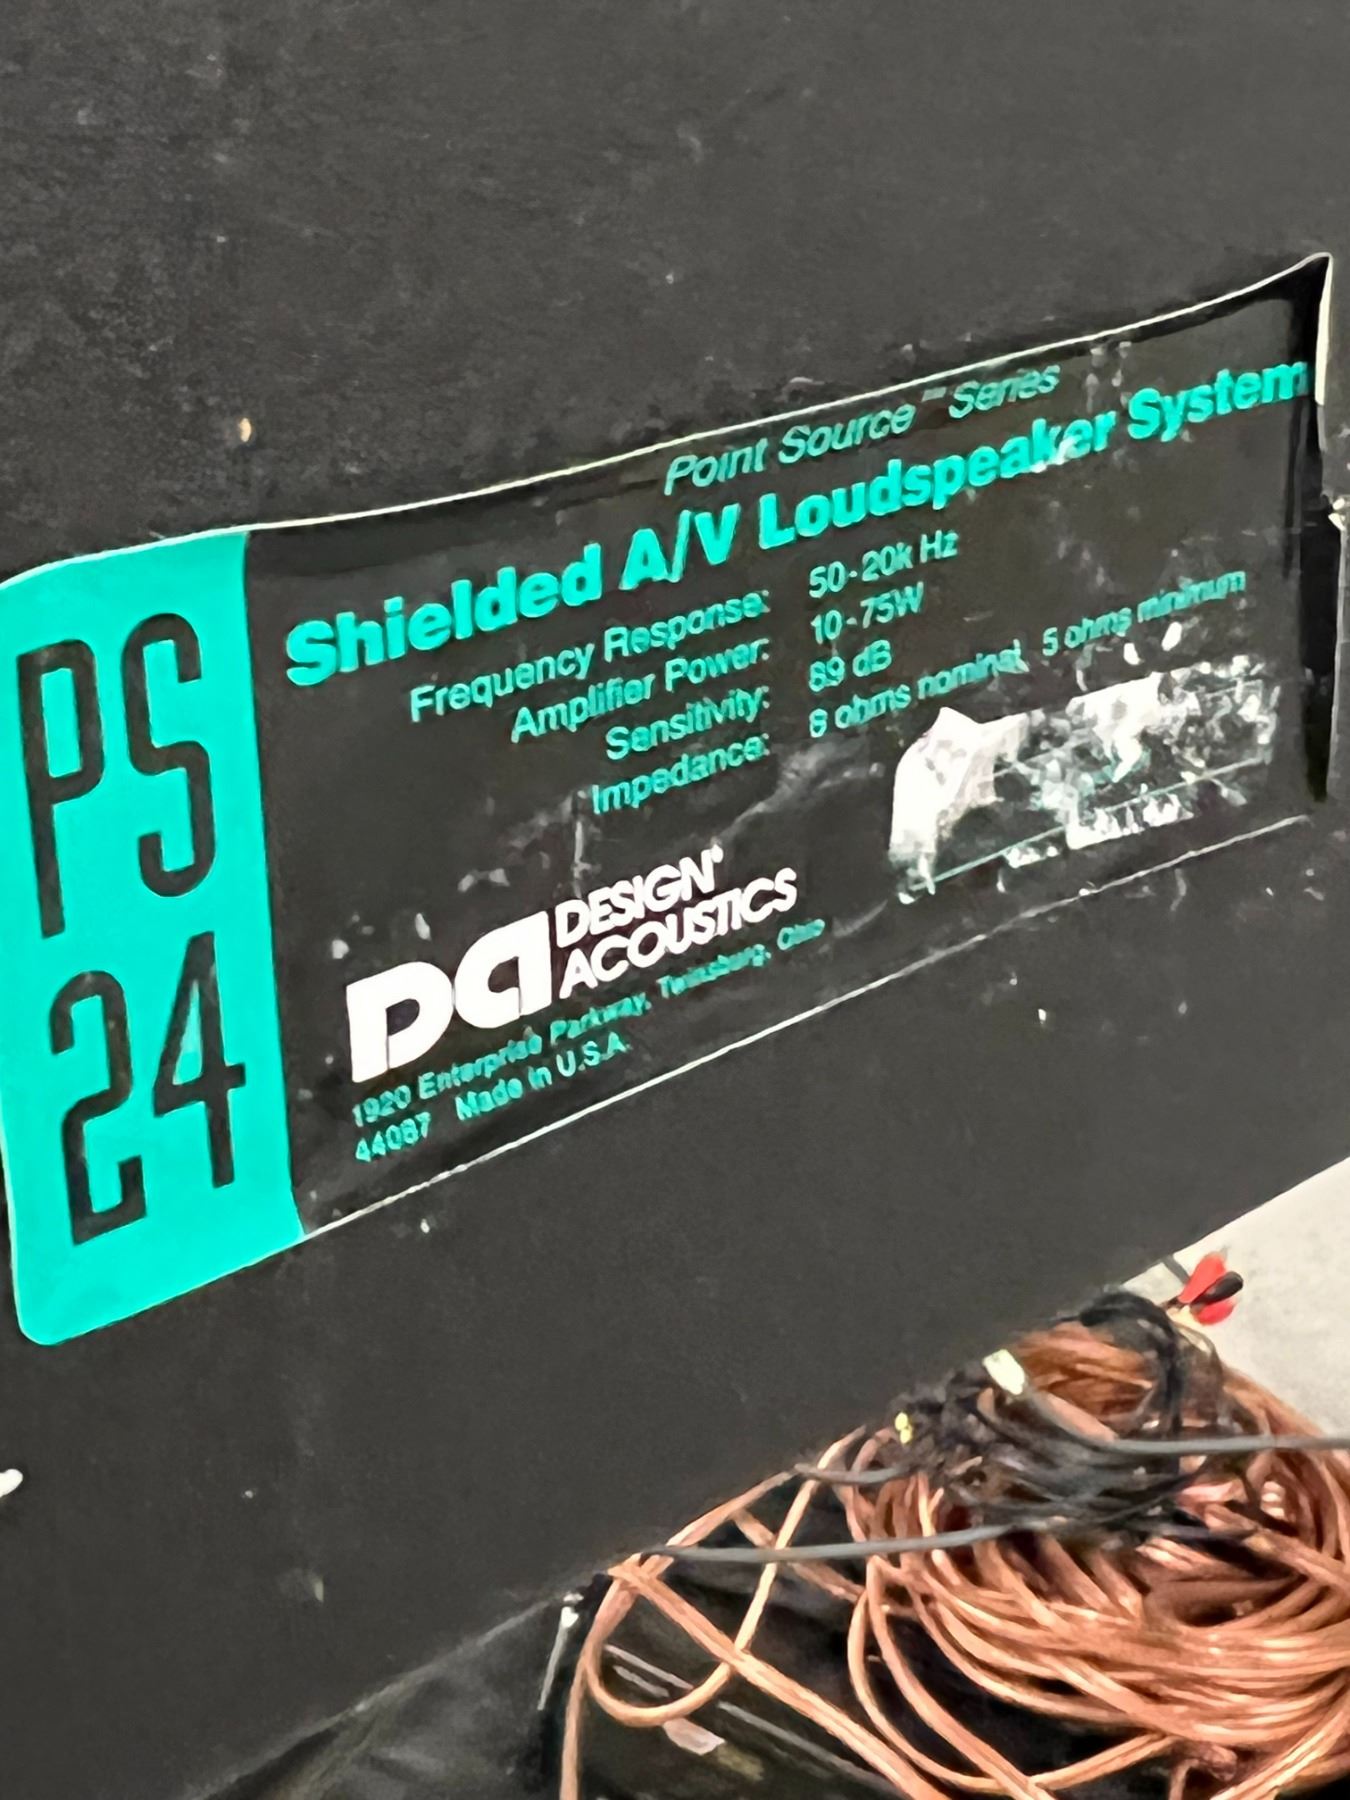 PS
24
Point Source™ Series
Shielded A/V Loudspeaker System
Frequency Response: 50-20k Hz
Amplifier Power: 10-75W
Sensitivity: 89 dB
Impedance: 8 ohms nominal 5 ohms minimum
DESIGN®
ACOUSTICS
1920 Enterprise Parkway, Twinsburg, Ohio
44087 Made in U.S.A.